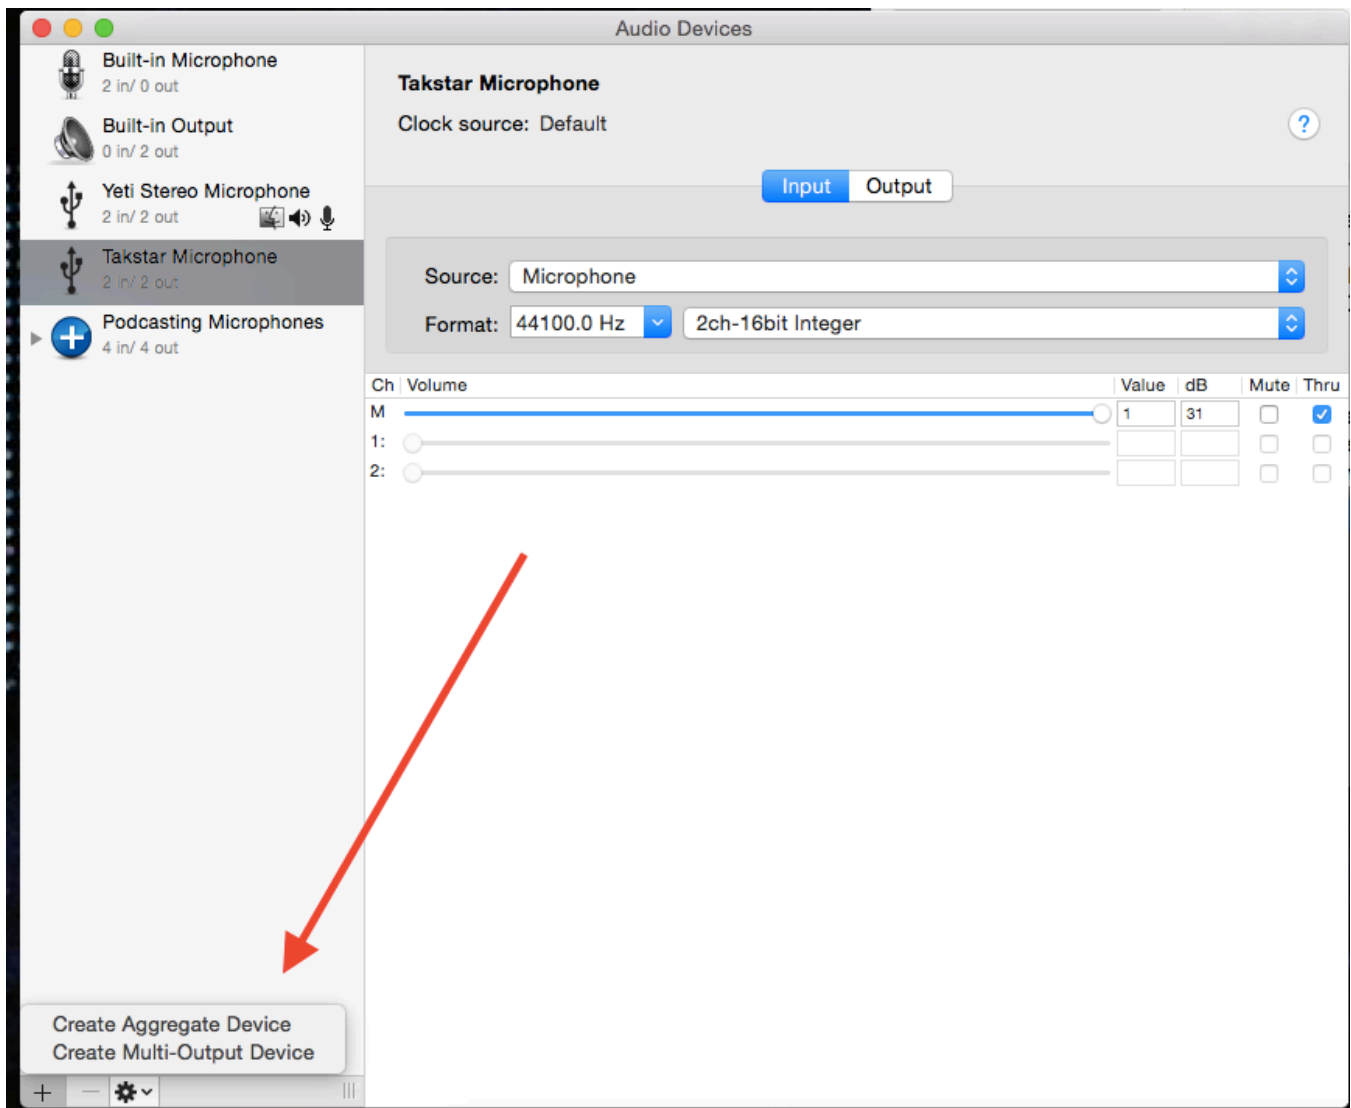 Audio Devices
Built-in Microphone
2 in/ 0 out
Built-in Output
0 in/ 2 out
Yeti Stereo Microphone
2 in/ 2 out
Takstar Microphone
2 in/ 2 out
Podcasting Microphones
4 in/ 4 out
Create Aggregate Device
Create Multi-Output Device
Takstar Microphone
Clock source: Default
?
Input Output
Source: Microphone
Format: 44100.0 Hz 2ch-16bit Integer
Ch Volume Value dB Mute Thru
M 1 31
1:
2: